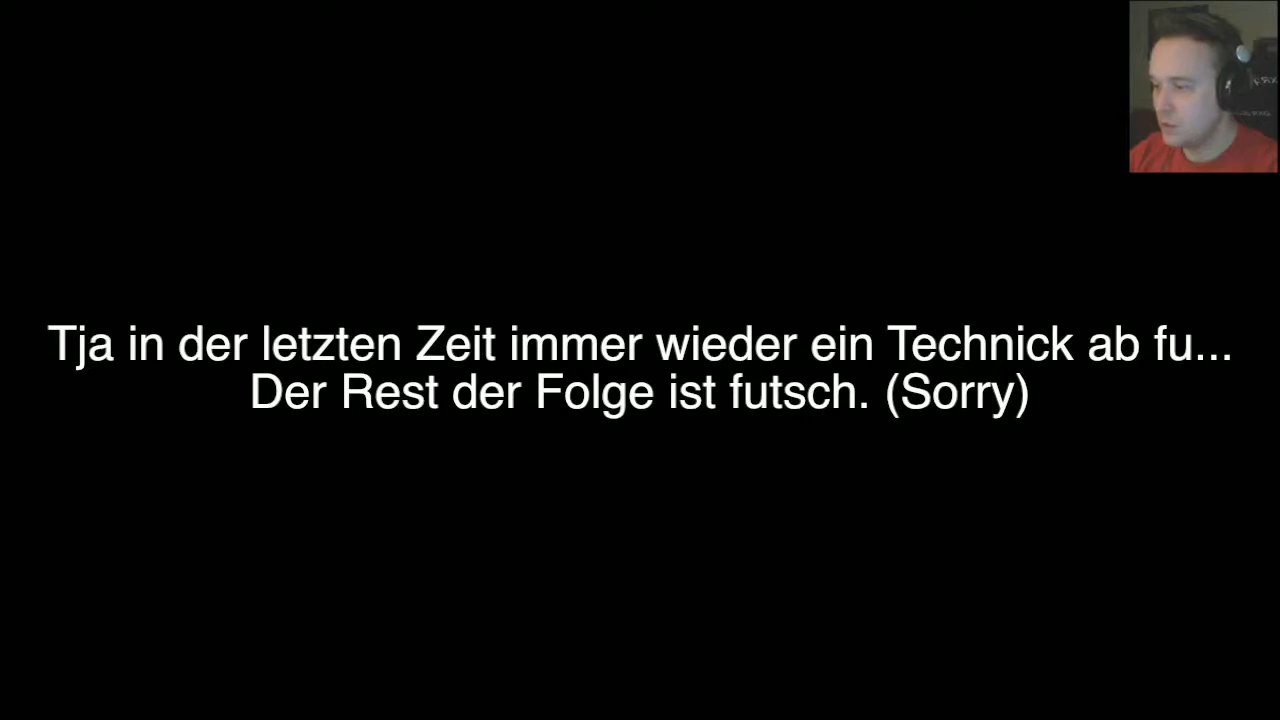 Tja in der letzten Zeit immer wieder ein Technick ab fu...
Der Rest der Folge ist futsch. (Sorry)